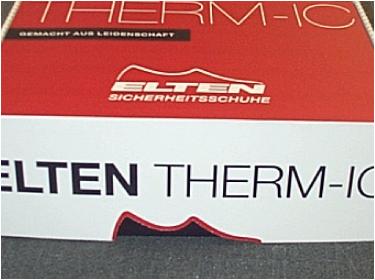 THERM-IC
GEMACHT AUS LEIDENSCHAFT
ELTEN
SICHERHEITSSCHUHE
ELTEN THERM-IC